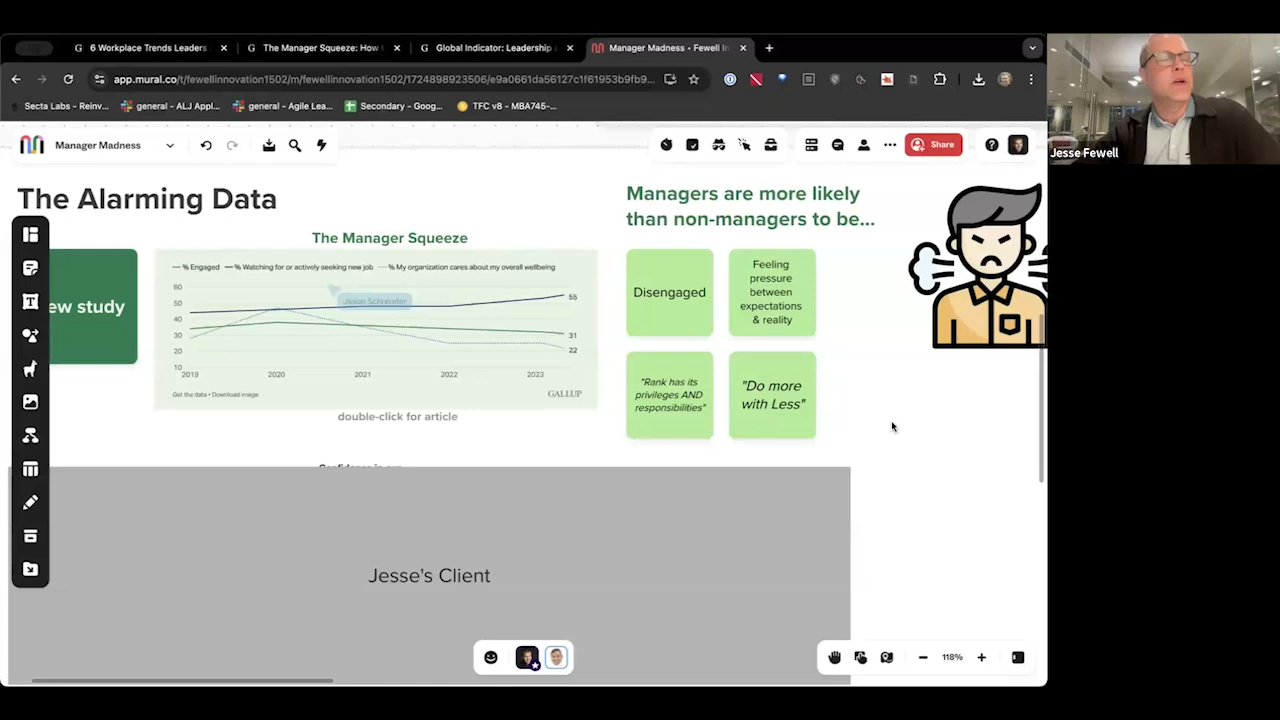 6 Workplace Trends Leaders
The Manager Squeeze: How
Global Indicator: Leadership
Manager Madness • Fewell In
app.mural.co/t/fewellinnovation1502/m/fewellinnovation1502/1724898923506/e9a0661da56127c1f61953b9fb9...
Secta Labs - Reinv...
general - ALJ Appl...
general - Agile Lea...
Secondary - Goog...
TFC v8 - MBA745-...
Manager Madness
Share
Jesse Fewell
The Alarming Data
ew study
The Manager Squeeze
% Engaged % Watching for or actively seeking new job % My organization cares about my overall wellbeing
60
50
40
30
20
10
Jason Schreuder
55
31
22
2019 2020 2021 2022 2023
Get the data • Download image
GALLUP
double-click for article
Managers are more likely
than non-managers to be...
Disengaged
Feeling
pressure
between
expectations
& reality
"Rank has its
privileges AND
responsibilities"
"Do more
with Less"
Jesse's Client
118%